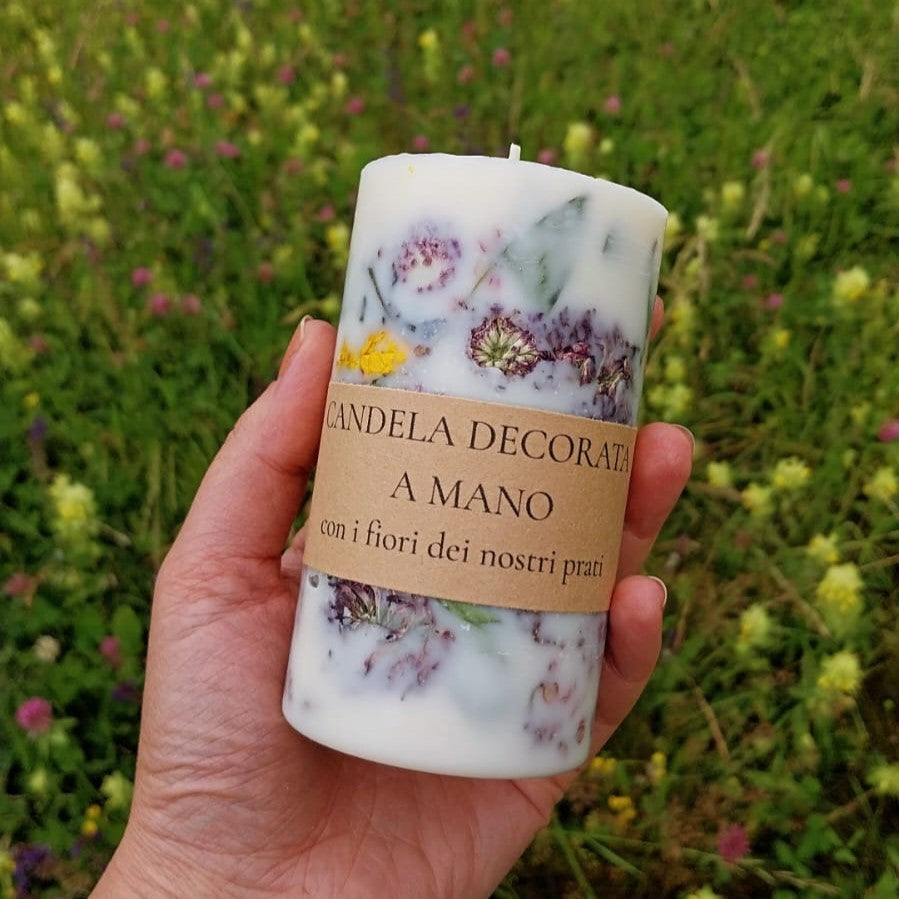 CANDELA DECORATA
A MANO
con i fiori dei nostri prati